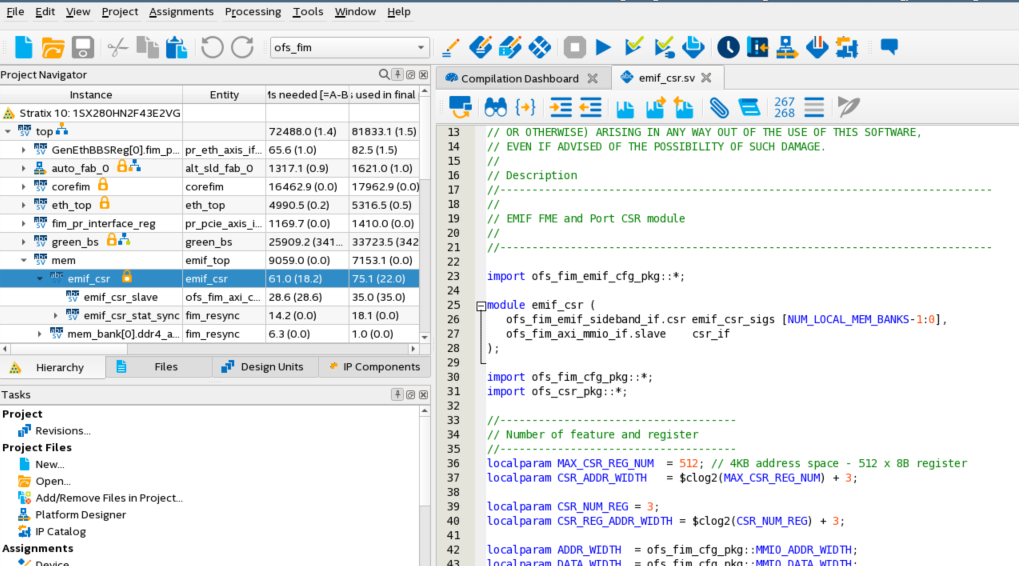 File Edit View Project Assignments Processing Tools Window Help
ofs_fim
Project Navigator
Compilation Dashboard emif_csr.sv
267
268
Instance Entity 's used in final
Stratix 10: 1SX280HN2F43E2VG
top 72488.0 (1.4) 81833.1 (1.5)
GenEthBBSReg[0].fim_p... pr_eth_axis_if... 65.6 (1.0) 82.5 (1.5)
auto_fab_0 alt_sld_fab_0 1317.1 (0.9) 1621.0 (1.0)
corefim corefim 16462.9 (0.0) 17962.9 (0.0)
eth_top eth_top 4990.5 (0.2) 5316.5 (0.5)
fim_pr_interface_reg pr_pcie_axis_i... 1169.7 (0.0) 1410.0 (0.0)
green_bs green_bs 25909.2 (341... 33723.5 (342
mem emif_top 9059.0 (0.0) 7153.1 (0.0)
emif_csr emif_csr 61.0 (18.2) 75.1 (22.0)
emif_csr_slave ofs_fim_axi_c... 28.6 (28.6) 35.0 (35.0)
emif_csr_stat_sync fim_resync 14.2 (0.0) 18.1 (0.0)
mem_bank[0].ddr4_a... fim_resync 6.3 (0.0) 1.0 (0.0)
Hierarchy Files Design Units IP Components
Tasks
Project
Revisions...
Project Files
New...
Open...
Add/Remove Files in Project...
Platform Designer
IP Catalog
Assignments
Device
13 // OR OTHERWISE) ARISING IN ANY WAY OUT OF THE USE OF THIS SOFTWARE,
14 // EVEN IF ADVISED OF THE POSSIBILITY OF SUCH DAMAGE.
15 //
16 // Description
17 //-------------------------------------------------------------------------
18 //
19 // EMIF FME and Port CSR module
20 //
21 //-------------------------------------------------------------------------
22
23 import ofs_fim_emif_cfg_pkg::*;
24
25 module emif_csr (
26 ofs_fim_emif_sideband_if.csr emif_csr_sigs [NUM_LOCAL_MEM_BANKS-1:0],
27 ofs_fim_axi_mmio_if.slave csr_if
28 );
29
30 import ofs_fim_cfg_pkg::*;
31 import ofs_csr_pkg::*;
32
33 //-----------------------------------
34 // Number of feature and register
35 //-----------------------------------
36 localparam MAX_CSR_REG_NUM = 512; // 4KB address space - 512 x 8B register
37 localparam CSR_ADDR_WIDTH = $clog2(MAX_CSR_REG_NUM) + 3;
38
39 localparam CSR_NUM_REG = 3;
40 localparam CSR_REG_ADDR_WIDTH = $clog2(CSR_NUM_REG) + 3;
41
42 localparam ADDR_WIDTH = ofs_fim_cfg_pkg::MMIO_ADDR_WIDTH;
43 localparam DATA_WIDTH = ofs_fim_cfg_pkg::MMIO_DATA_WIDTH;